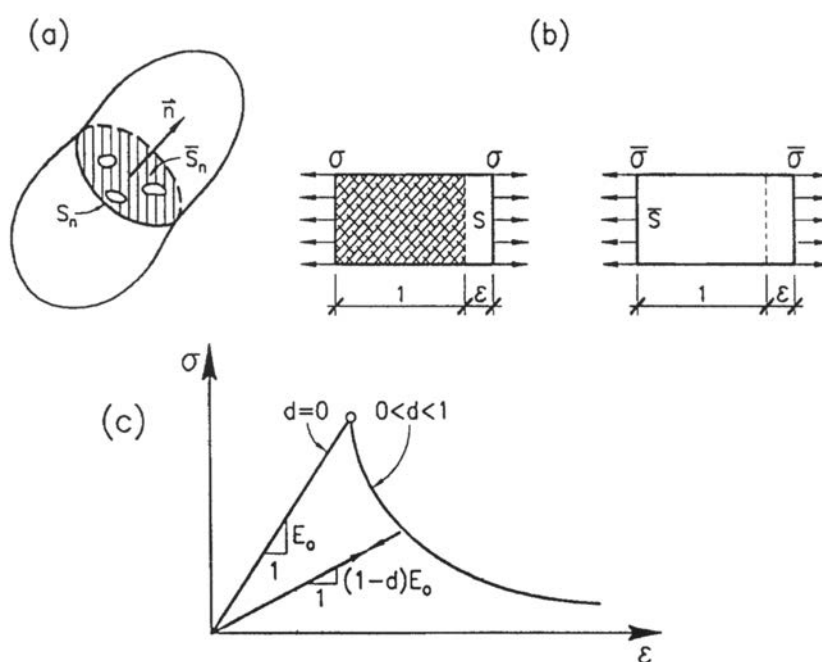 (a)
(b)
n⃗
S̄ₙ
Sₙ
σ σ
S
1 ε
σ̄ σ̄
S̄
1 ε
(c)
σ
d=0
0<d<1
E₀
1
(1-d)E₀
1
ε